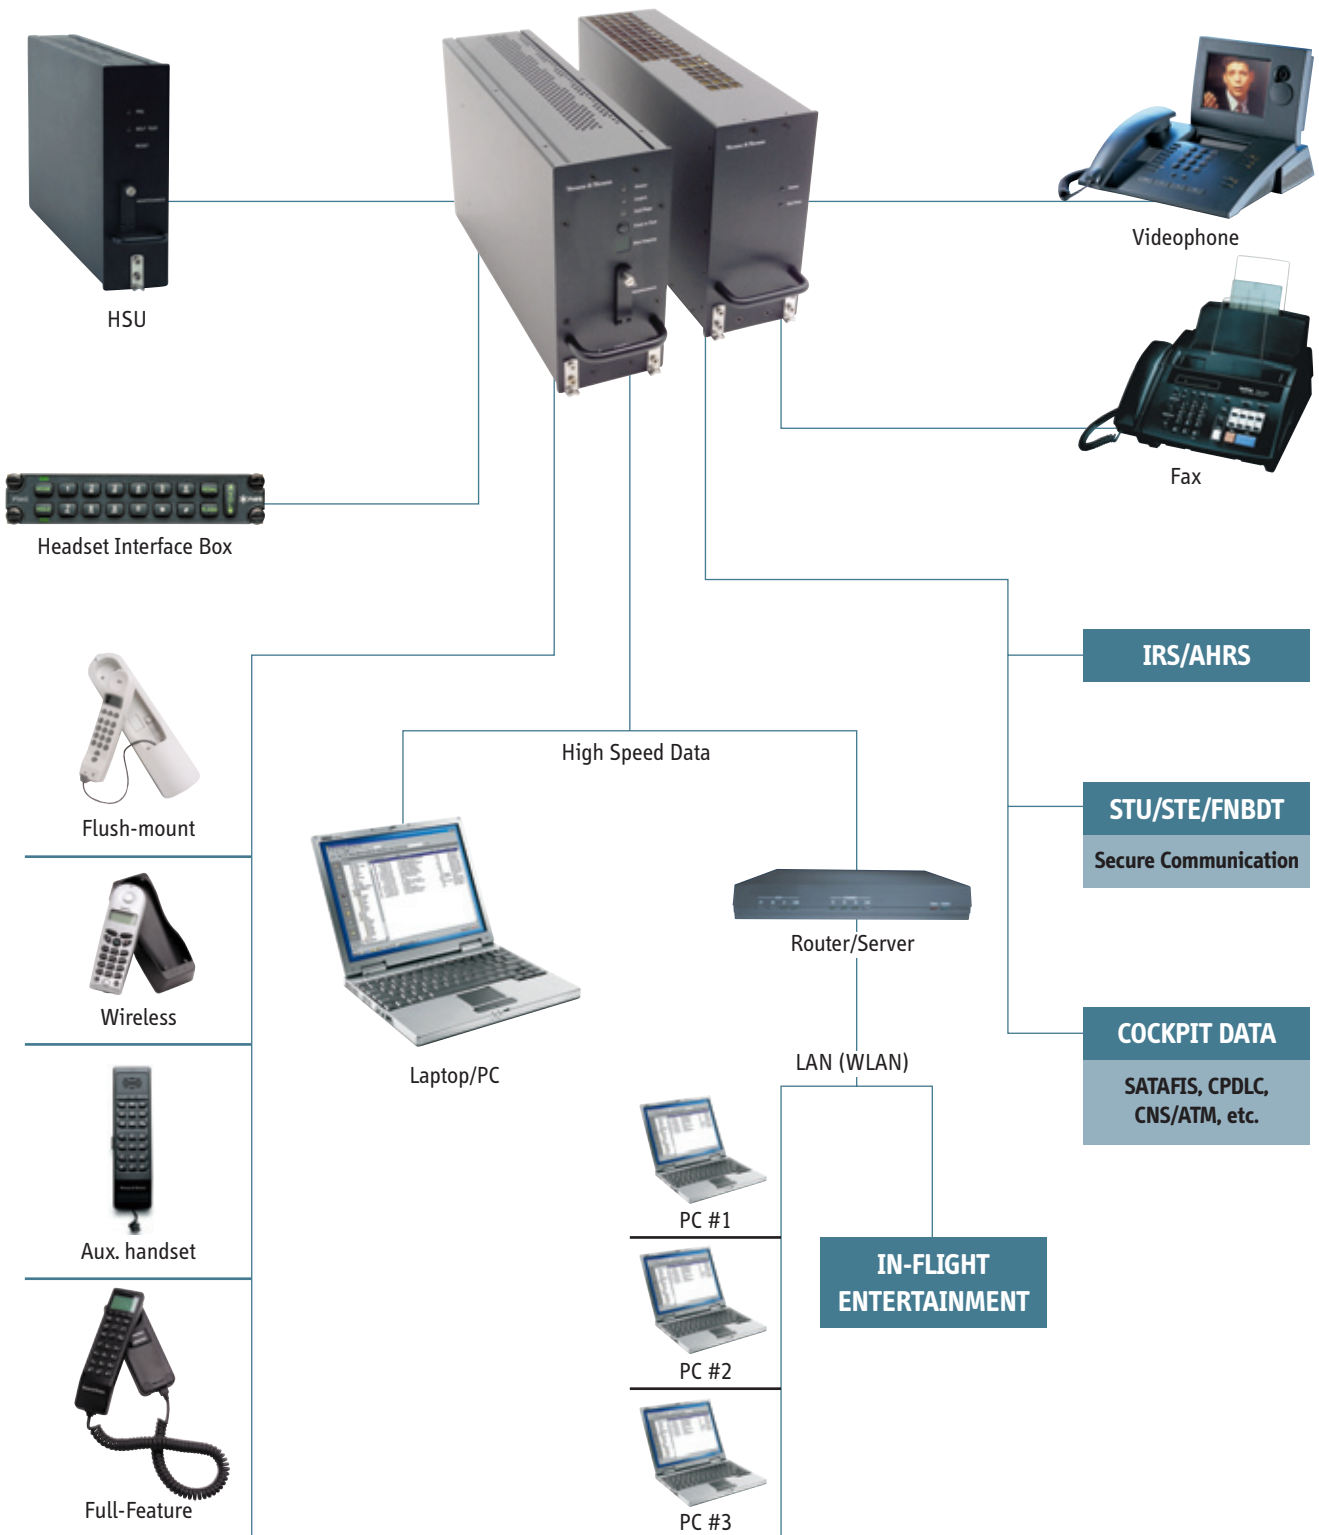 HSU
Videophone
Fax
Headset Interface Box
IRS/AHRS
Flush-mount
High Speed Data
STU/STE/FNBDT
Secure Communication
Router/Server
Wireless
COCKPIT DATA
LAN (WLAN)
Laptop/PC
SATAFIS, CPDLC,
CNS/ATM, etc.
PC #1
Aux. handset
IN-FLIGHT
ENTERTAINMENT
PC #2
Full-Feature
PC #3